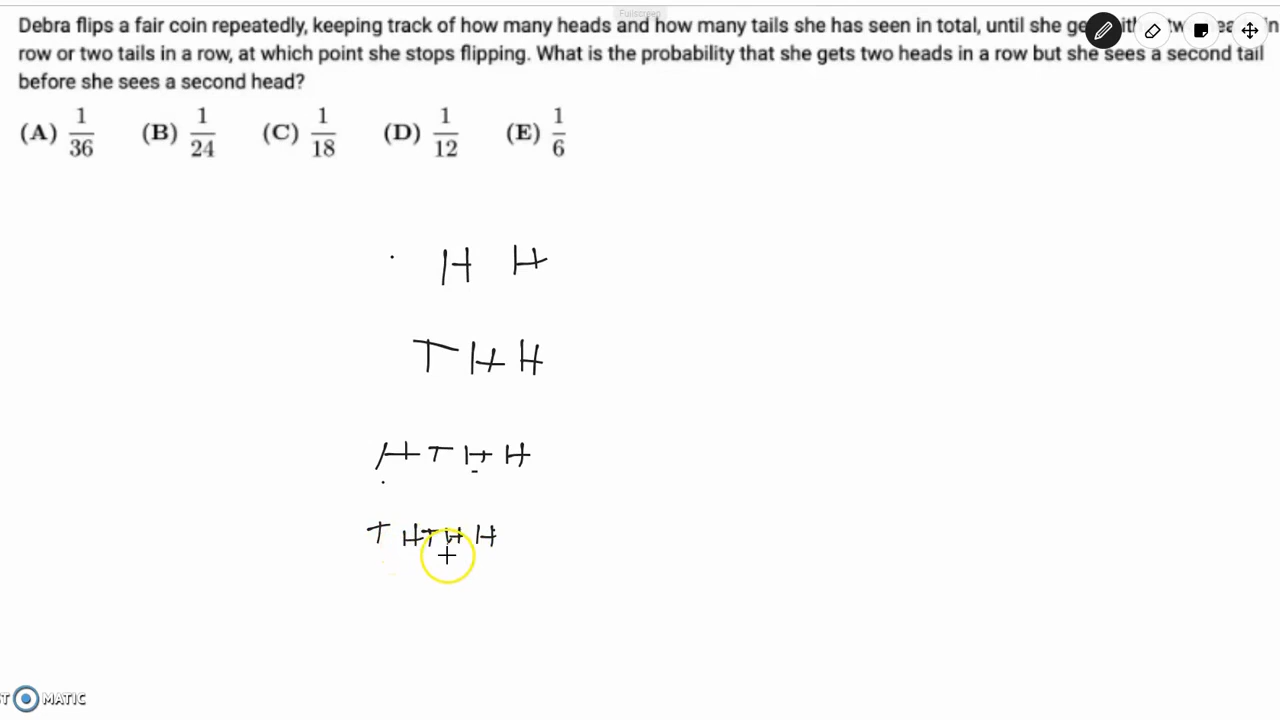 Fullscreen
Debra flips a fair coin repeatedly, keeping track of how many heads and how many tails she has seen in total, until she
row or two tails in a row, at which point she stops flipping. What is the probability that she gets two heads in a row but she sees a second tail
before she sees a second head?
(A) 1/36 (B) 1/24 (C) 1/18 (D) 1/12 (E) 1/6
H H
T H H
H T H H
T H T H H
MATIC